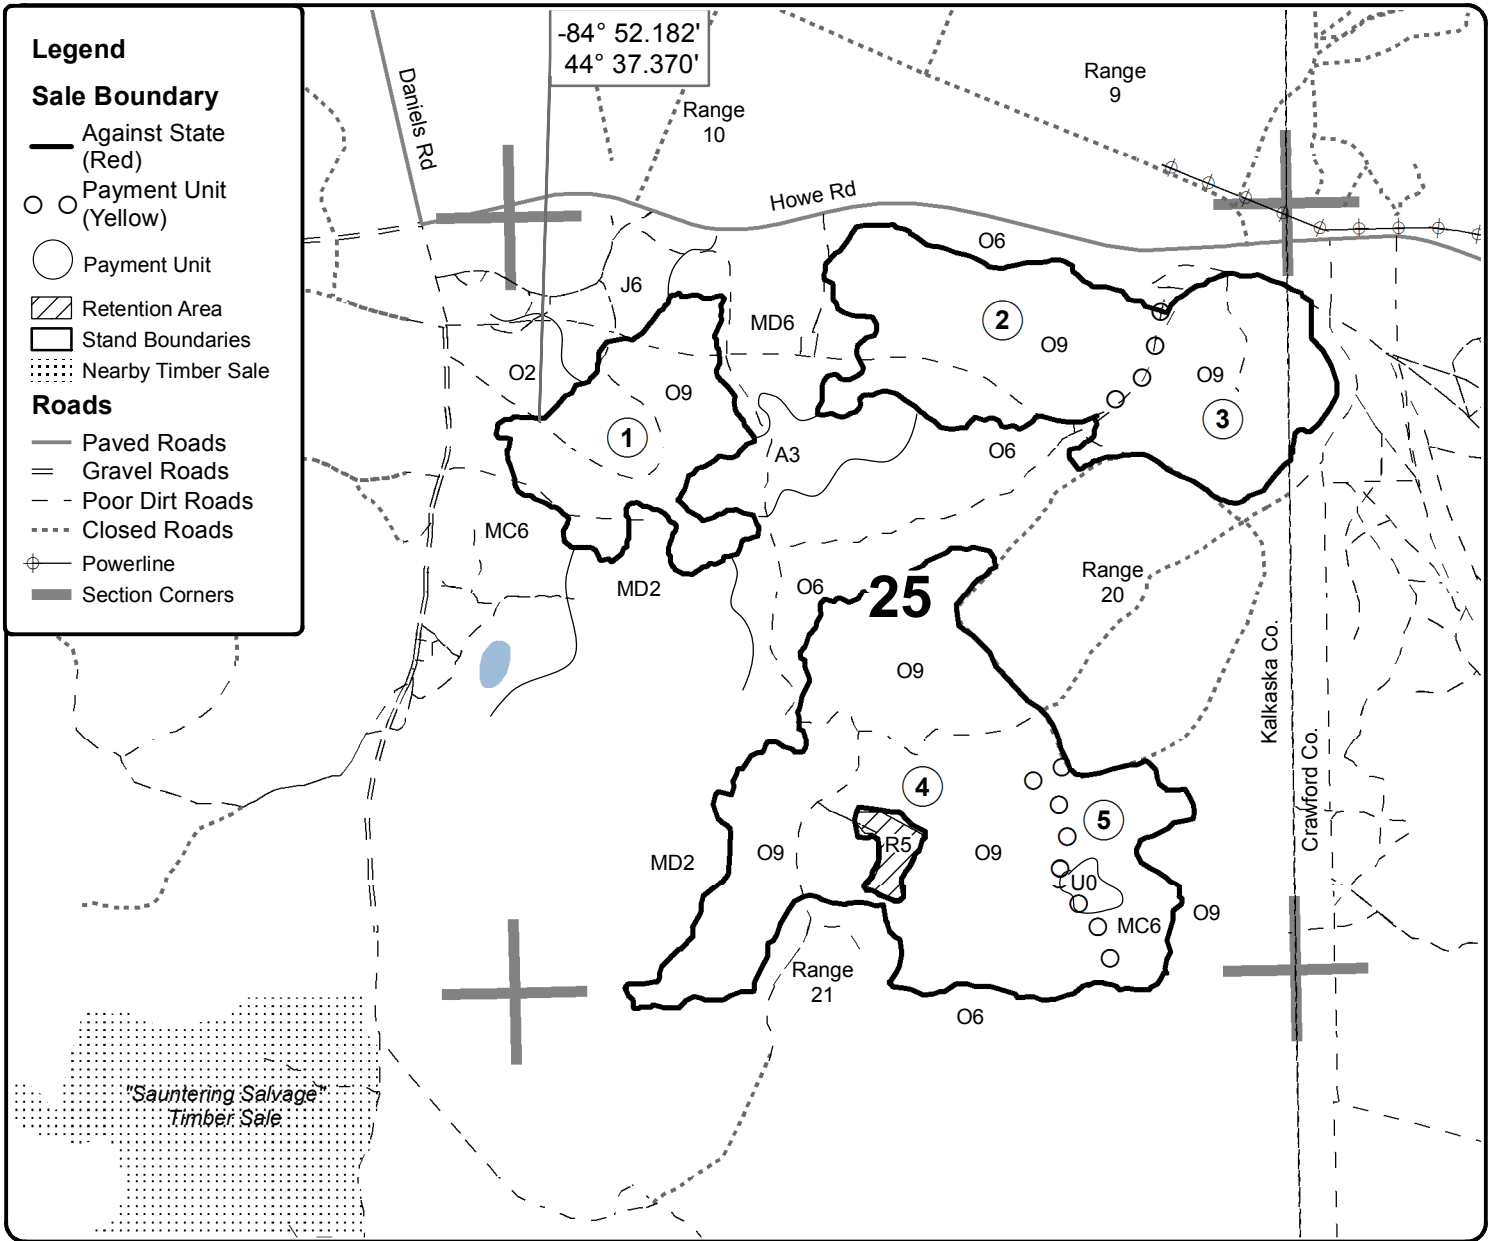 Legend
Sale Boundary
Against State
(Red)
Payment Unit
(Yellow)
Payment Unit
Retention Area
Stand Boundaries
Nearby Timber Sale
Roads
Paved Roads
Gravel Roads
Poor Dirt Roads
Closed Roads
Powerline
Section Corners
-84° 52.182'
44° 37.370'
Daniels Rd
Range
10
Range
9
Howe Rd
O6
J6
MD6
2
O9
O2
O9
O9
3
1
A3
O6
MC6
MD2
O6
25
Range
20
O9
Kalkaska Co.
Crawford Co.
4
5
MD2
O9
R5
O9
U0
MC6
O9
Range
21
O6
"Sauntering Salvage"
Timber Sale